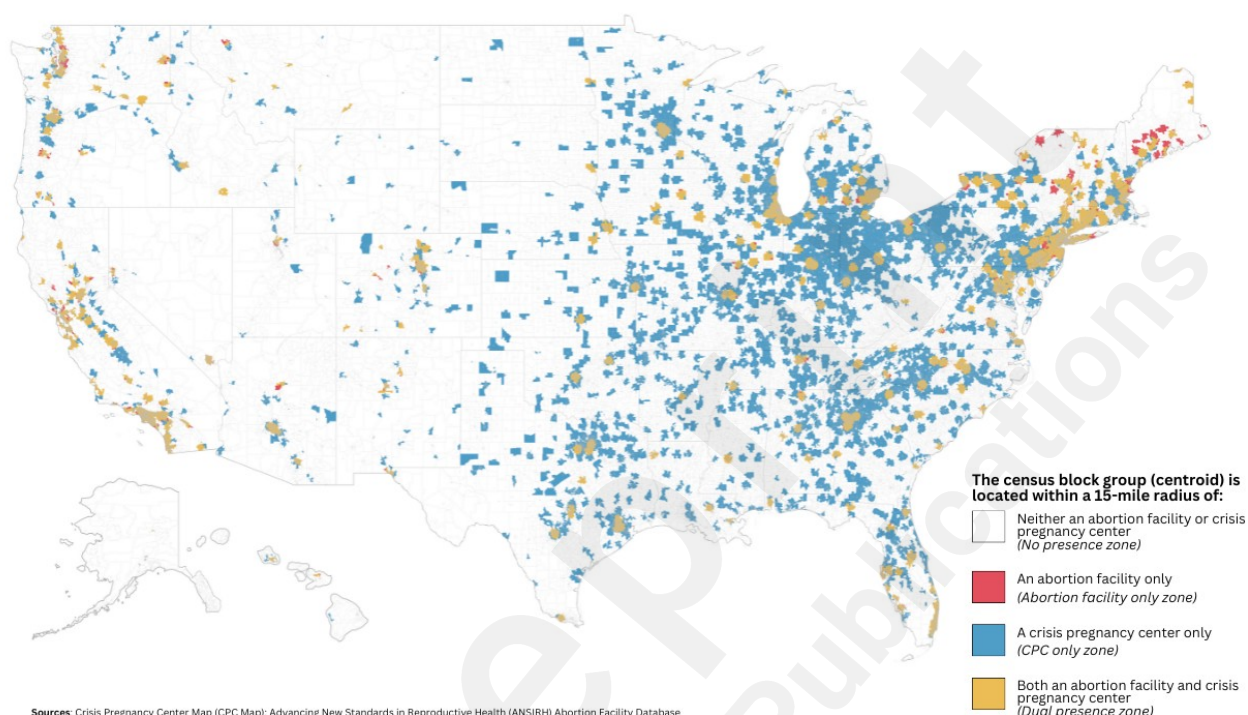 The census block group (centroid) is
located within a 15-mile radius of:
Neither an abortion facility or crisis
pregnancy center
(No presence zone)
An abortion facility only
(Abortion facility only zone)
A crisis pregnancy center only
(CPC only zone)
Both an abortion facility and crisis
pregnancy center
(Dual presence zone)
Sources: Crisis Pregnancy Center Map (CPC Map); Advancing New Standards in Reproductive Health (ANSIRH) Abortion Facility Database
eprint
Publications